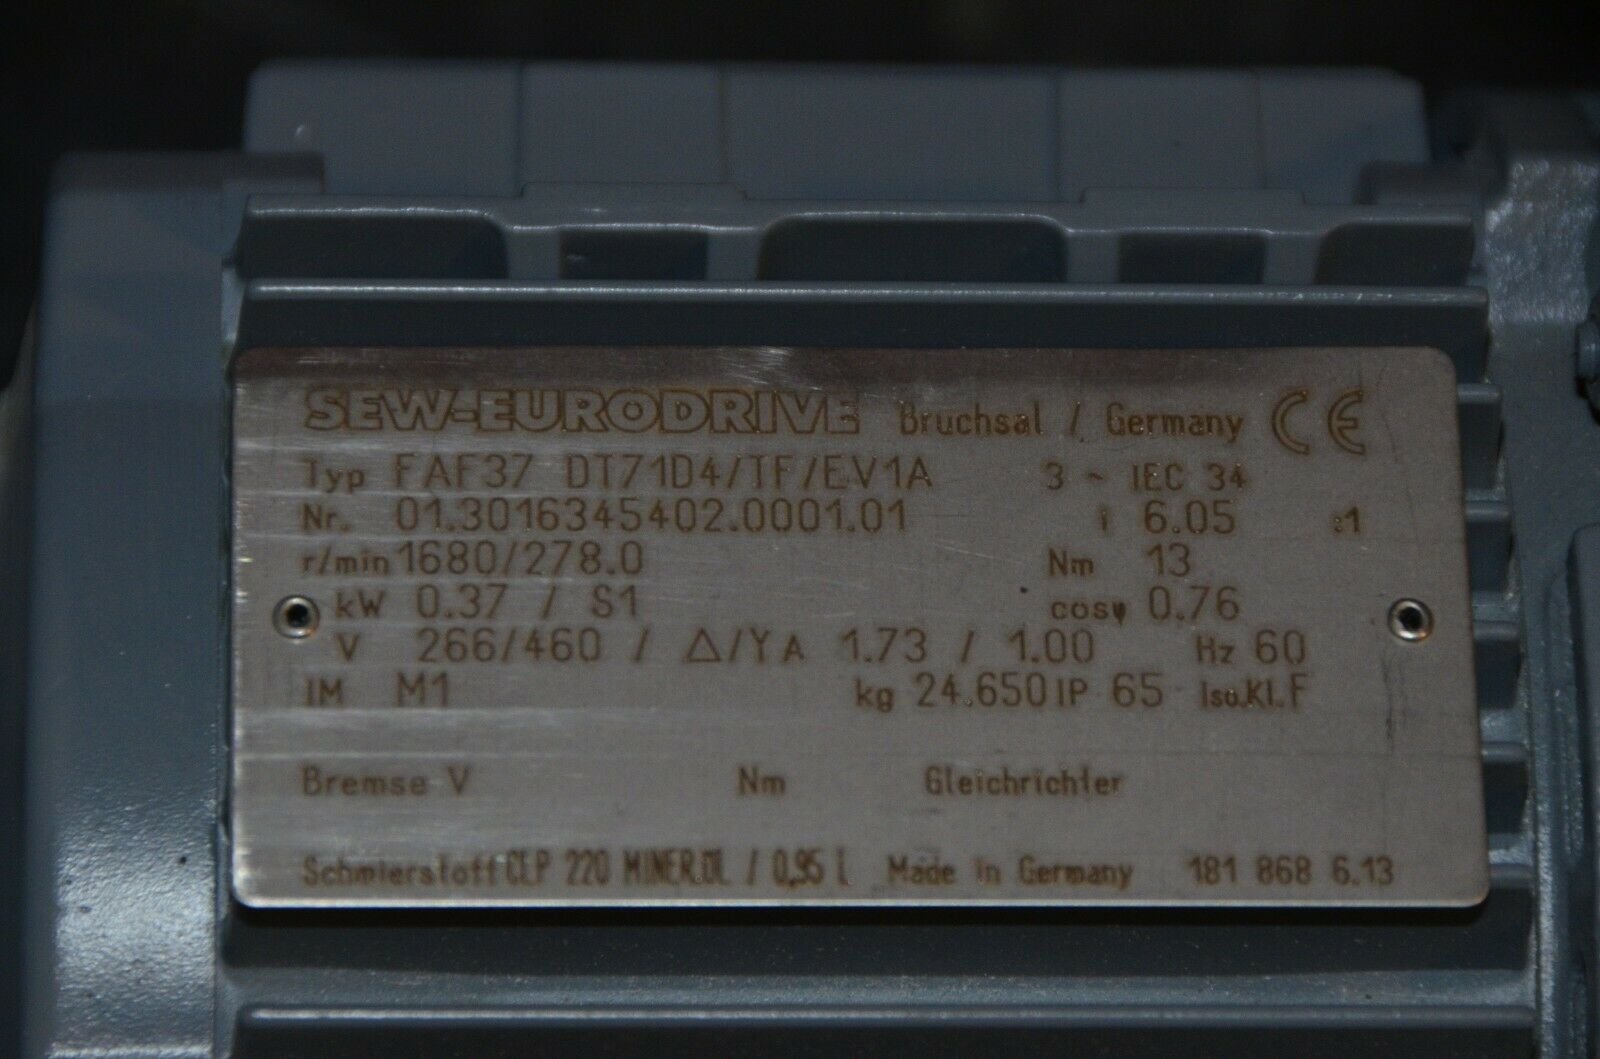 SEW-EURODRIVE Bruchsal / Germany CE
Typ FAF37 DT71D4/TF/EV1A 3 ~ IEC 34
Nr. 01.3016345402.0001.01 i 6.05 :1
r/min 1680/278.0 Nm 13
kW 0.37 / S1 cosφ 0.76
V 266/460 / △/Y A 1.73 / 1.00 Hz 60
IM M1 kg 24.650 IP 65 Iso.Kl. F
Bremse V Nm Gleichrichter
Schmierstoff CLP 220 MINER.ÖL / 0,95 L Made in Germany 181 868 6.13